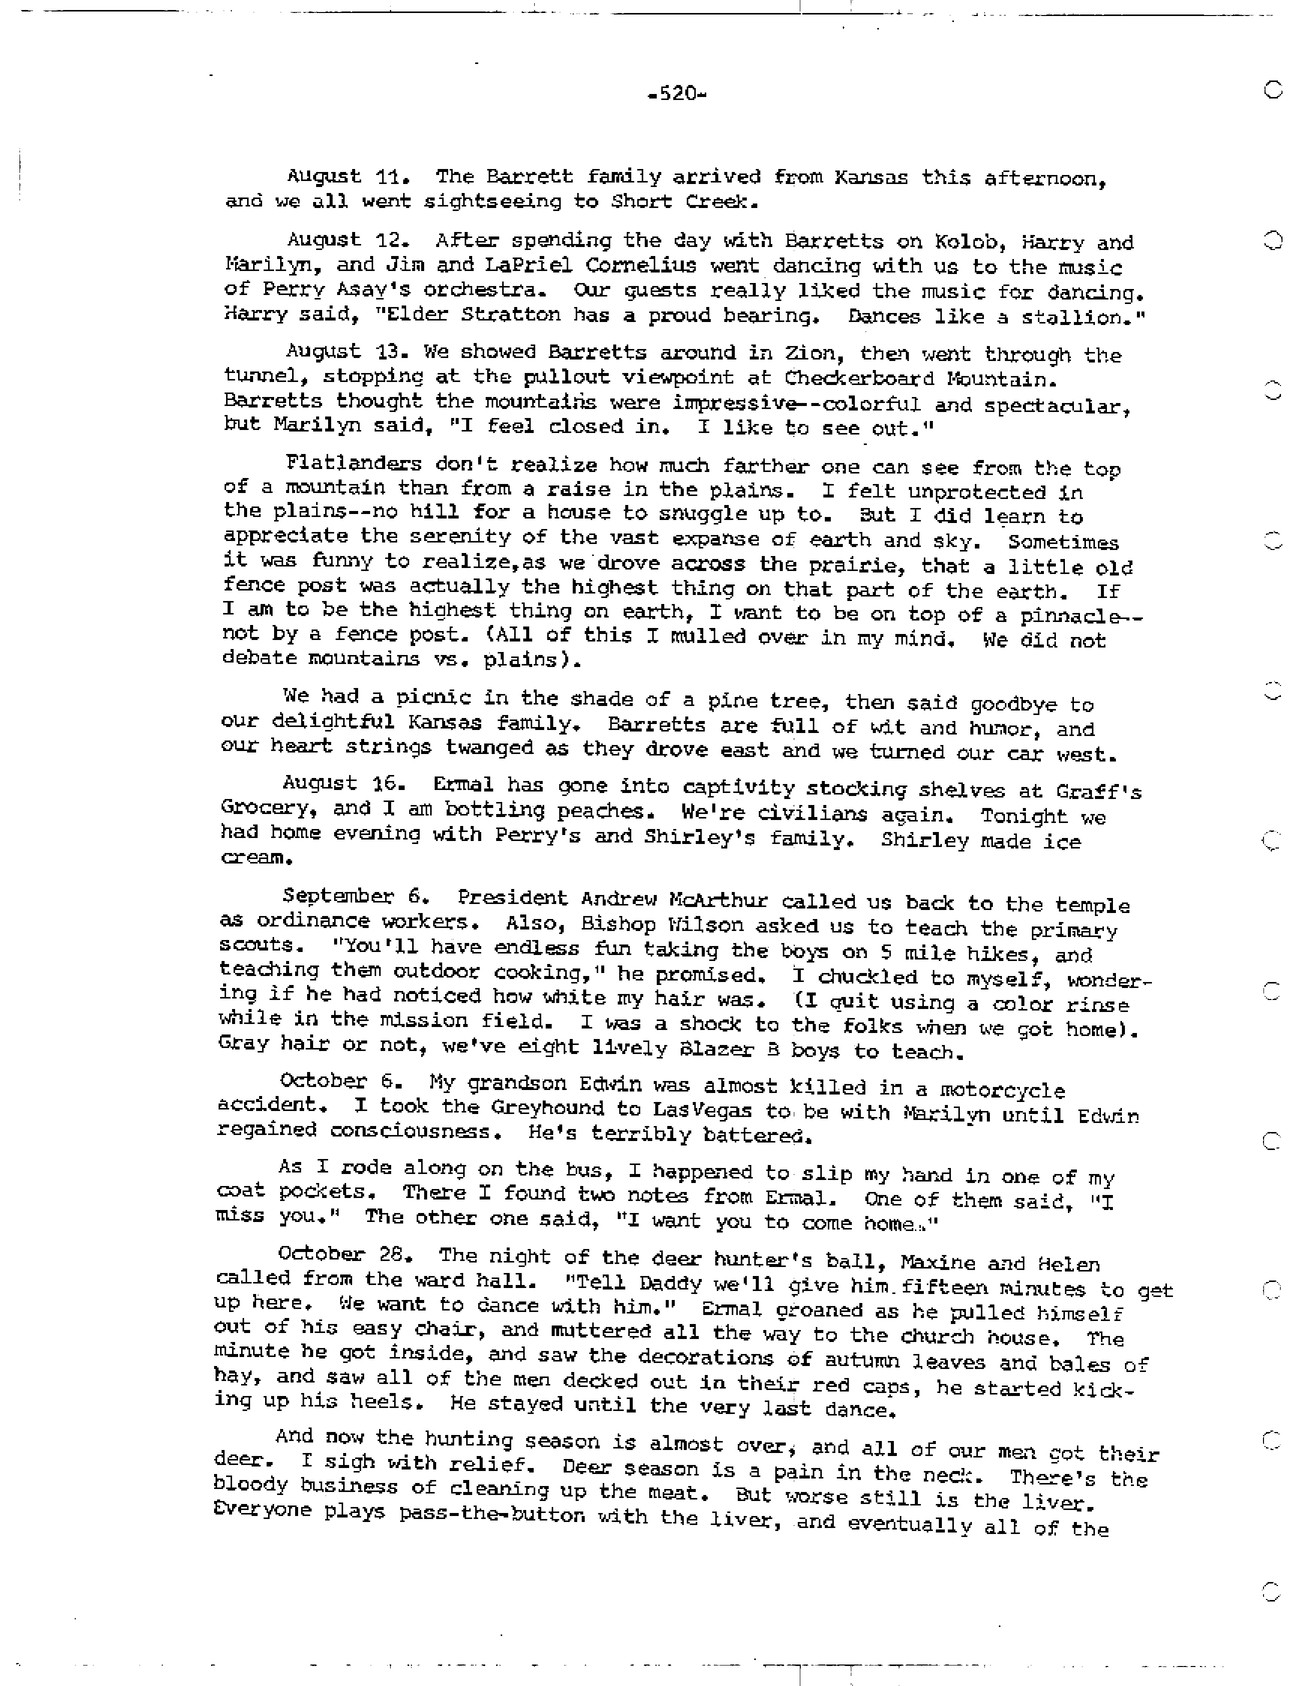 -520-
August 11. The Barrett family arrived from Kansas this afternoon,
and we all went sightseeing to Short Creek.
August 12. After spending the day with Barretts on Kolob, Harry and
Marilyn, and Jim and LaPriel Cornelius went dancing with us to the music
of Perry Asay's orchestra. Our guests really liked the music for dancing.
Harry said, "Elder Stratton has a proud bearing. Dances like a stallion."
August 13. We showed Barretts around in Zion, then went through the
tunnel, stopping at the pullout viewpoint at Checkerboard Mountain.
Barretts thought the mountains were impressive--colorful and spectacular,
but Marilyn said, "I feel closed in. I like to see out."
Flatlanders don't realize how much farther one can see from the top
of a mountain than from a raise in the plains. I felt unprotected in
the plains--no hill for a house to snuggle up to. But I did learn to
appreciate the serenity of the vast expanse of earth and sky. Sometimes
it was funny to realize,as we drove across the prairie, that a little old
fence post was actually the highest thing on that part of the earth. If
I am to be the highest thing on earth, I want to be on top of a pinnacle--
not by a fence post. (All of this I mulled over in my mind. We did not
debate mountains vs. plains).
We had a picnic in the shade of a pine tree, then said goodbye to
our delightful Kansas family. Barretts are full of wit and humor, and
our heart strings twanged as they drove east and we turned our car west.
August 16. Ermal has gone into captivity stocking shelves at Graff's
Grocery, and I am bottling peaches. We're civilians again. Tonight we
had home evening with Perry's and Shirley's family. Shirley made ice
cream.
September 6. President Andrew McArthur called us back to the temple
as ordinance workers. Also, Bishop Wilson asked us to teach the primary
scouts. "You'll have endless fun taking the boys on 5 mile hikes, and
teaching them outdoor cooking," he promised. I chuckled to myself, wonder-
ing if he had noticed how white my hair was. (I quit using a color rinse
while in the mission field. I was a shock to the folks when we got home).
Gray hair or not, we've eight lively Blazer B boys to teach.
October 6. My grandson Edwin was almost killed in a motorcycle
accident. I took the Greyhound to LasVegas to be with Marilyn until Edwin
regained consciousness. He's terribly battered.
As I rode along on the bus, I happened to slip my hand in one of my
coat pockets. There I found two notes from Ermal. One of them said, "I
miss you." The other one said, "I want you to come home."
October 28. The night of the deer hunter's ball, Maxine and Helen
called from the ward hall. "Tell Daddy we'll give him fifteen minutes to get
up here. We want to dance with him." Ermal groaned as he pulled himself
out of his easy chair, and muttered all the way to the church house. The
minute he got inside, and saw the decorations of autumn leaves and bales of
hay, and saw all of the men decked out in their red caps, he started kick-
ing up his heels. He stayed until the very last dance.
And now the hunting season is almost over, and all of our men got their
deer. I sigh with relief. Deer season is a pain in the neck. There's the
bloody business of cleaning up the meat. But worse still is the liver.
Everyone plays pass-the-button with the liver, and eventually all of the